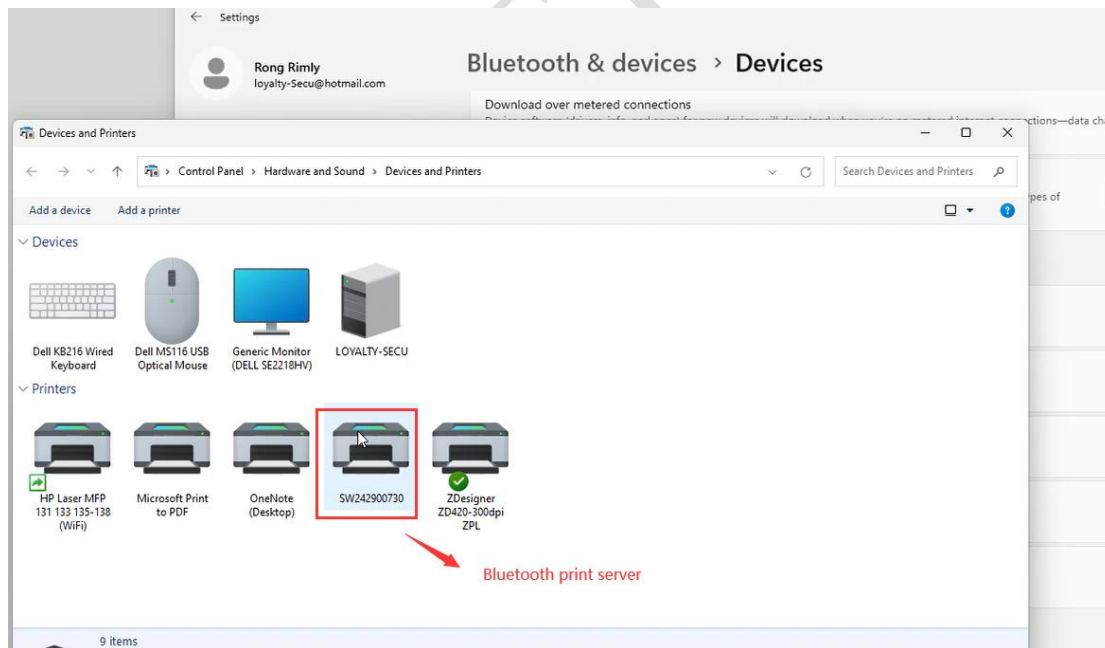 Settings
Rong Rimly
loyalty-Secu@hotmail.com
Bluetooth & devices > Devices
Download over metered connections
Devices and Printers
Control Panel > Hardware and Sound > Devices and Printers
Search Devices and Printers
Add a device
Add a printer
Devices
Dell KB216 Wired
Keyboard
Dell MS116 USB
Optical Mouse
Generic Monitor
(DELL SE2218HV)
LOYALTY-SECU
Printers
HP Laser MFP
131 133 135-138
(WiFi)
Microsoft Print
to PDF
OneNote
(Desktop)
SW242900730
ZDesigner
ZD420-300dpi
ZPL
Bluetooth print server
9 items